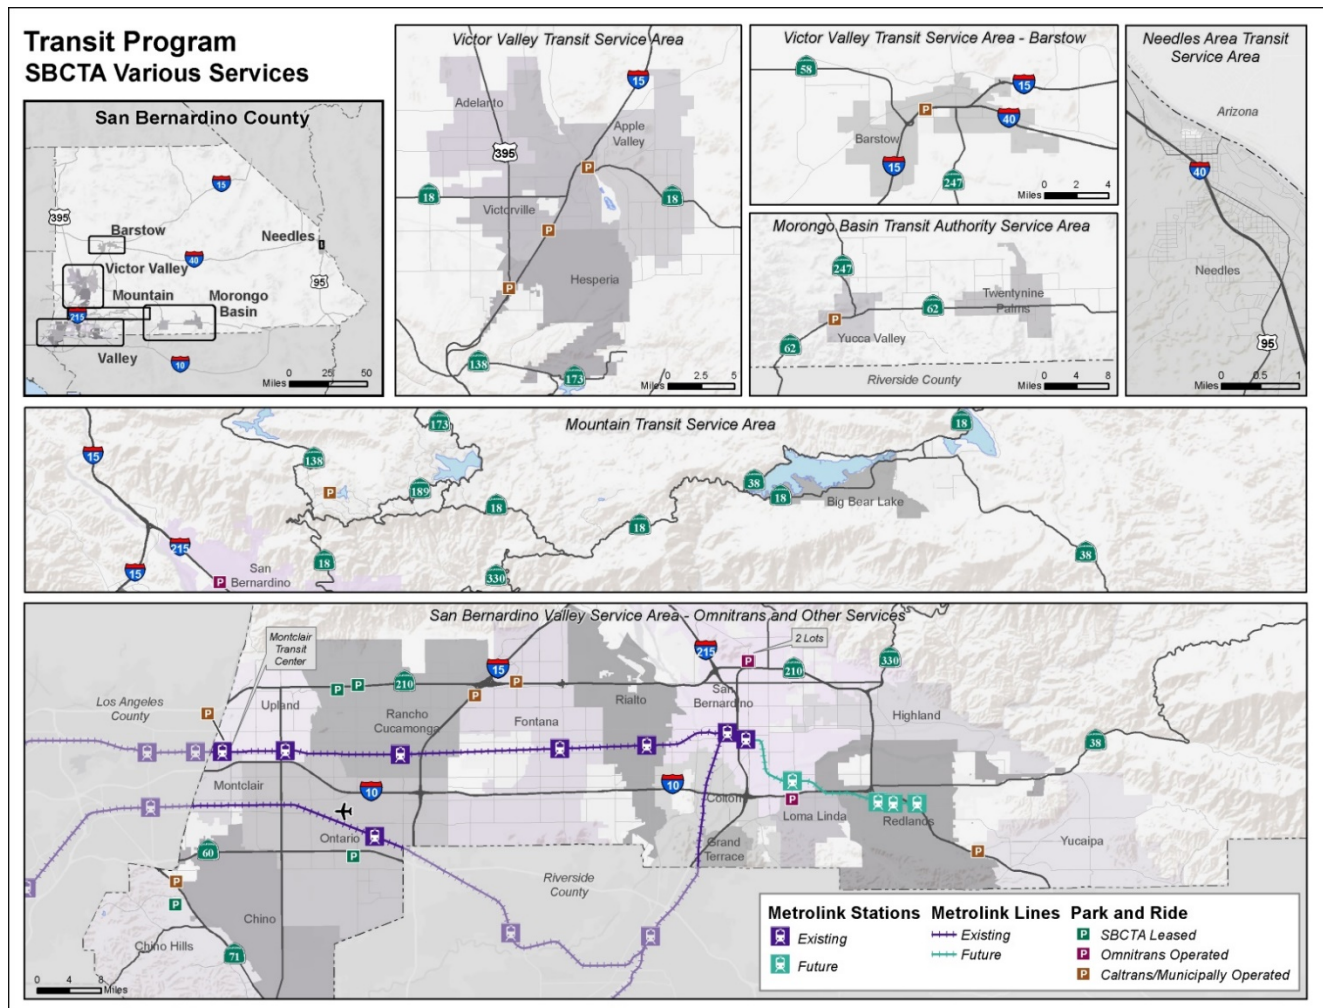 Transit Program
SBCTA Various Services
San Bernardino County
15
395
Barstow
Needles
40
Victor Valley
95
Mountain
Morongo
Basin
215
Valley
10
Miles
0 25 50
Victor Valley Transit Service Area
15
Adelanto
Apple
Valley
395
P
18
18
Victorville
P
Hesperia
P
138
173
0 2.5 5
Miles
Victor Valley Transit Service Area - Barstow
58
15
P
40
Barstow
15
247
Miles
0 2 4
Morongo Basin Transit Authority Service Area
247
Twentynine
Palms
62
P
Yucca Valley
62
Riverside County
0 4 8
Miles
Needles Area Transit
Service Area
Arizona
40
Needles
95
0 0.5 1
Miles
Mountain Transit Service Area
173
18
15
138
38
P
189
18
Big Bear Lake
18
18
215
38
18
15
San
Bernardino
P
330
San Bernardino Valley Service Area - Omnitrans and Other Services
Montclair
Transit
Center
2 Lots
215
P
330
15
210
P
P
210
P
P
Los Angeles
County
P
Upland
Rancho
Cucamonga
Fontana
Rialto
San
Bernardino
Highland
38
Montclair
10
10
Colton
P
Loma Linda
Redlands
Ontario
Grand
Terrace
Yucaipa
60
P
P
P
P
Riverside
County
Chino
Chino Hills
71
0 4 8
Miles
Metrolink Stations
Existing
Future
Metrolink Lines
Existing
Future
Park and Ride
P SBCTA Leased
P Omnitrans Operated
P Caltrans/Municipally Operated